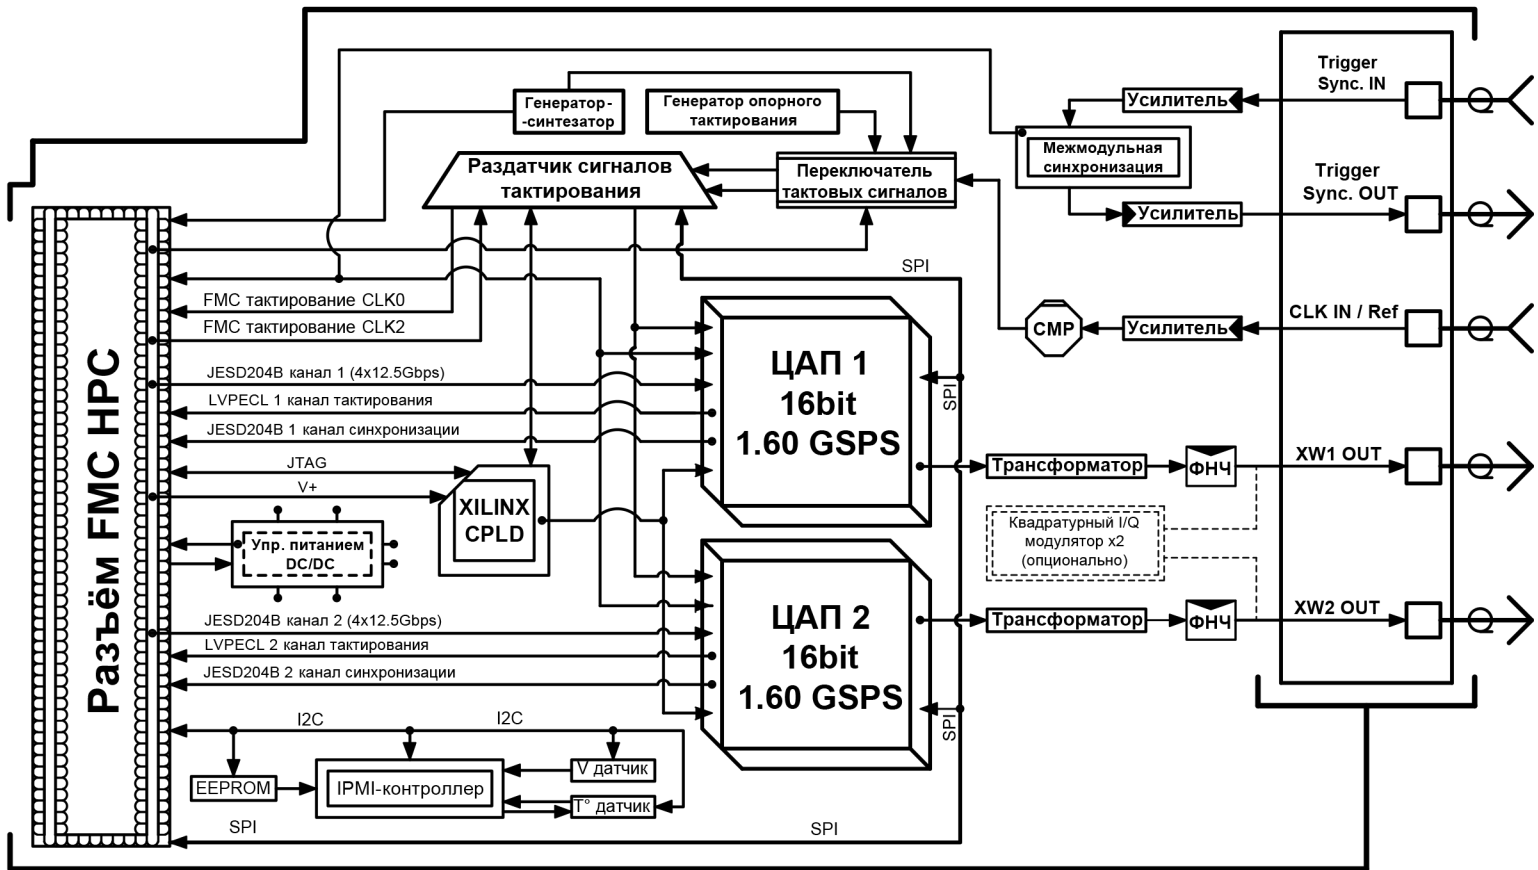 Trigger
Sync. IN
Усилитель
Генератор-
-синтезатор
Генератор опорного
тактирования
Межмодульная
синхронизация
Раздатчик сигналов
тактирования
Переключатель
тактовых сигналов
Trigger
Sync. OUT
Усилитель
SPI
FMC тактирование CLK0
FMC тактирование CLK2
CLK IN / Ref
CMP
Усилитель
Разъём FMC HPC
ЦАП 1
16bit
1.60 GSPS
SPI
JESD204B канал 1 (4x12.5Gbps)
LVPECL 1 канал тактирования
JESD204B 1 канал синхронизации
JTAG
V+
XILINX
CPLD
Трансформатор
ФНЧ
XW1 OUT
Квадратурный I/Q
модулятор x2
(опционально)
Упр. питанием
DC/DC
ЦАП 2
16bit
1.60 GSPS
SPI
Трансформатор
ФНЧ
XW2 OUT
JESD204B канал 2 (4x12.5Gbps)
LVPECL 2 канал тактирования
JESD204B 2 канал синхронизации
I2C
I2C
EEPROM
IPMI-контроллер
V датчик
T° датчик
SPI
SPI